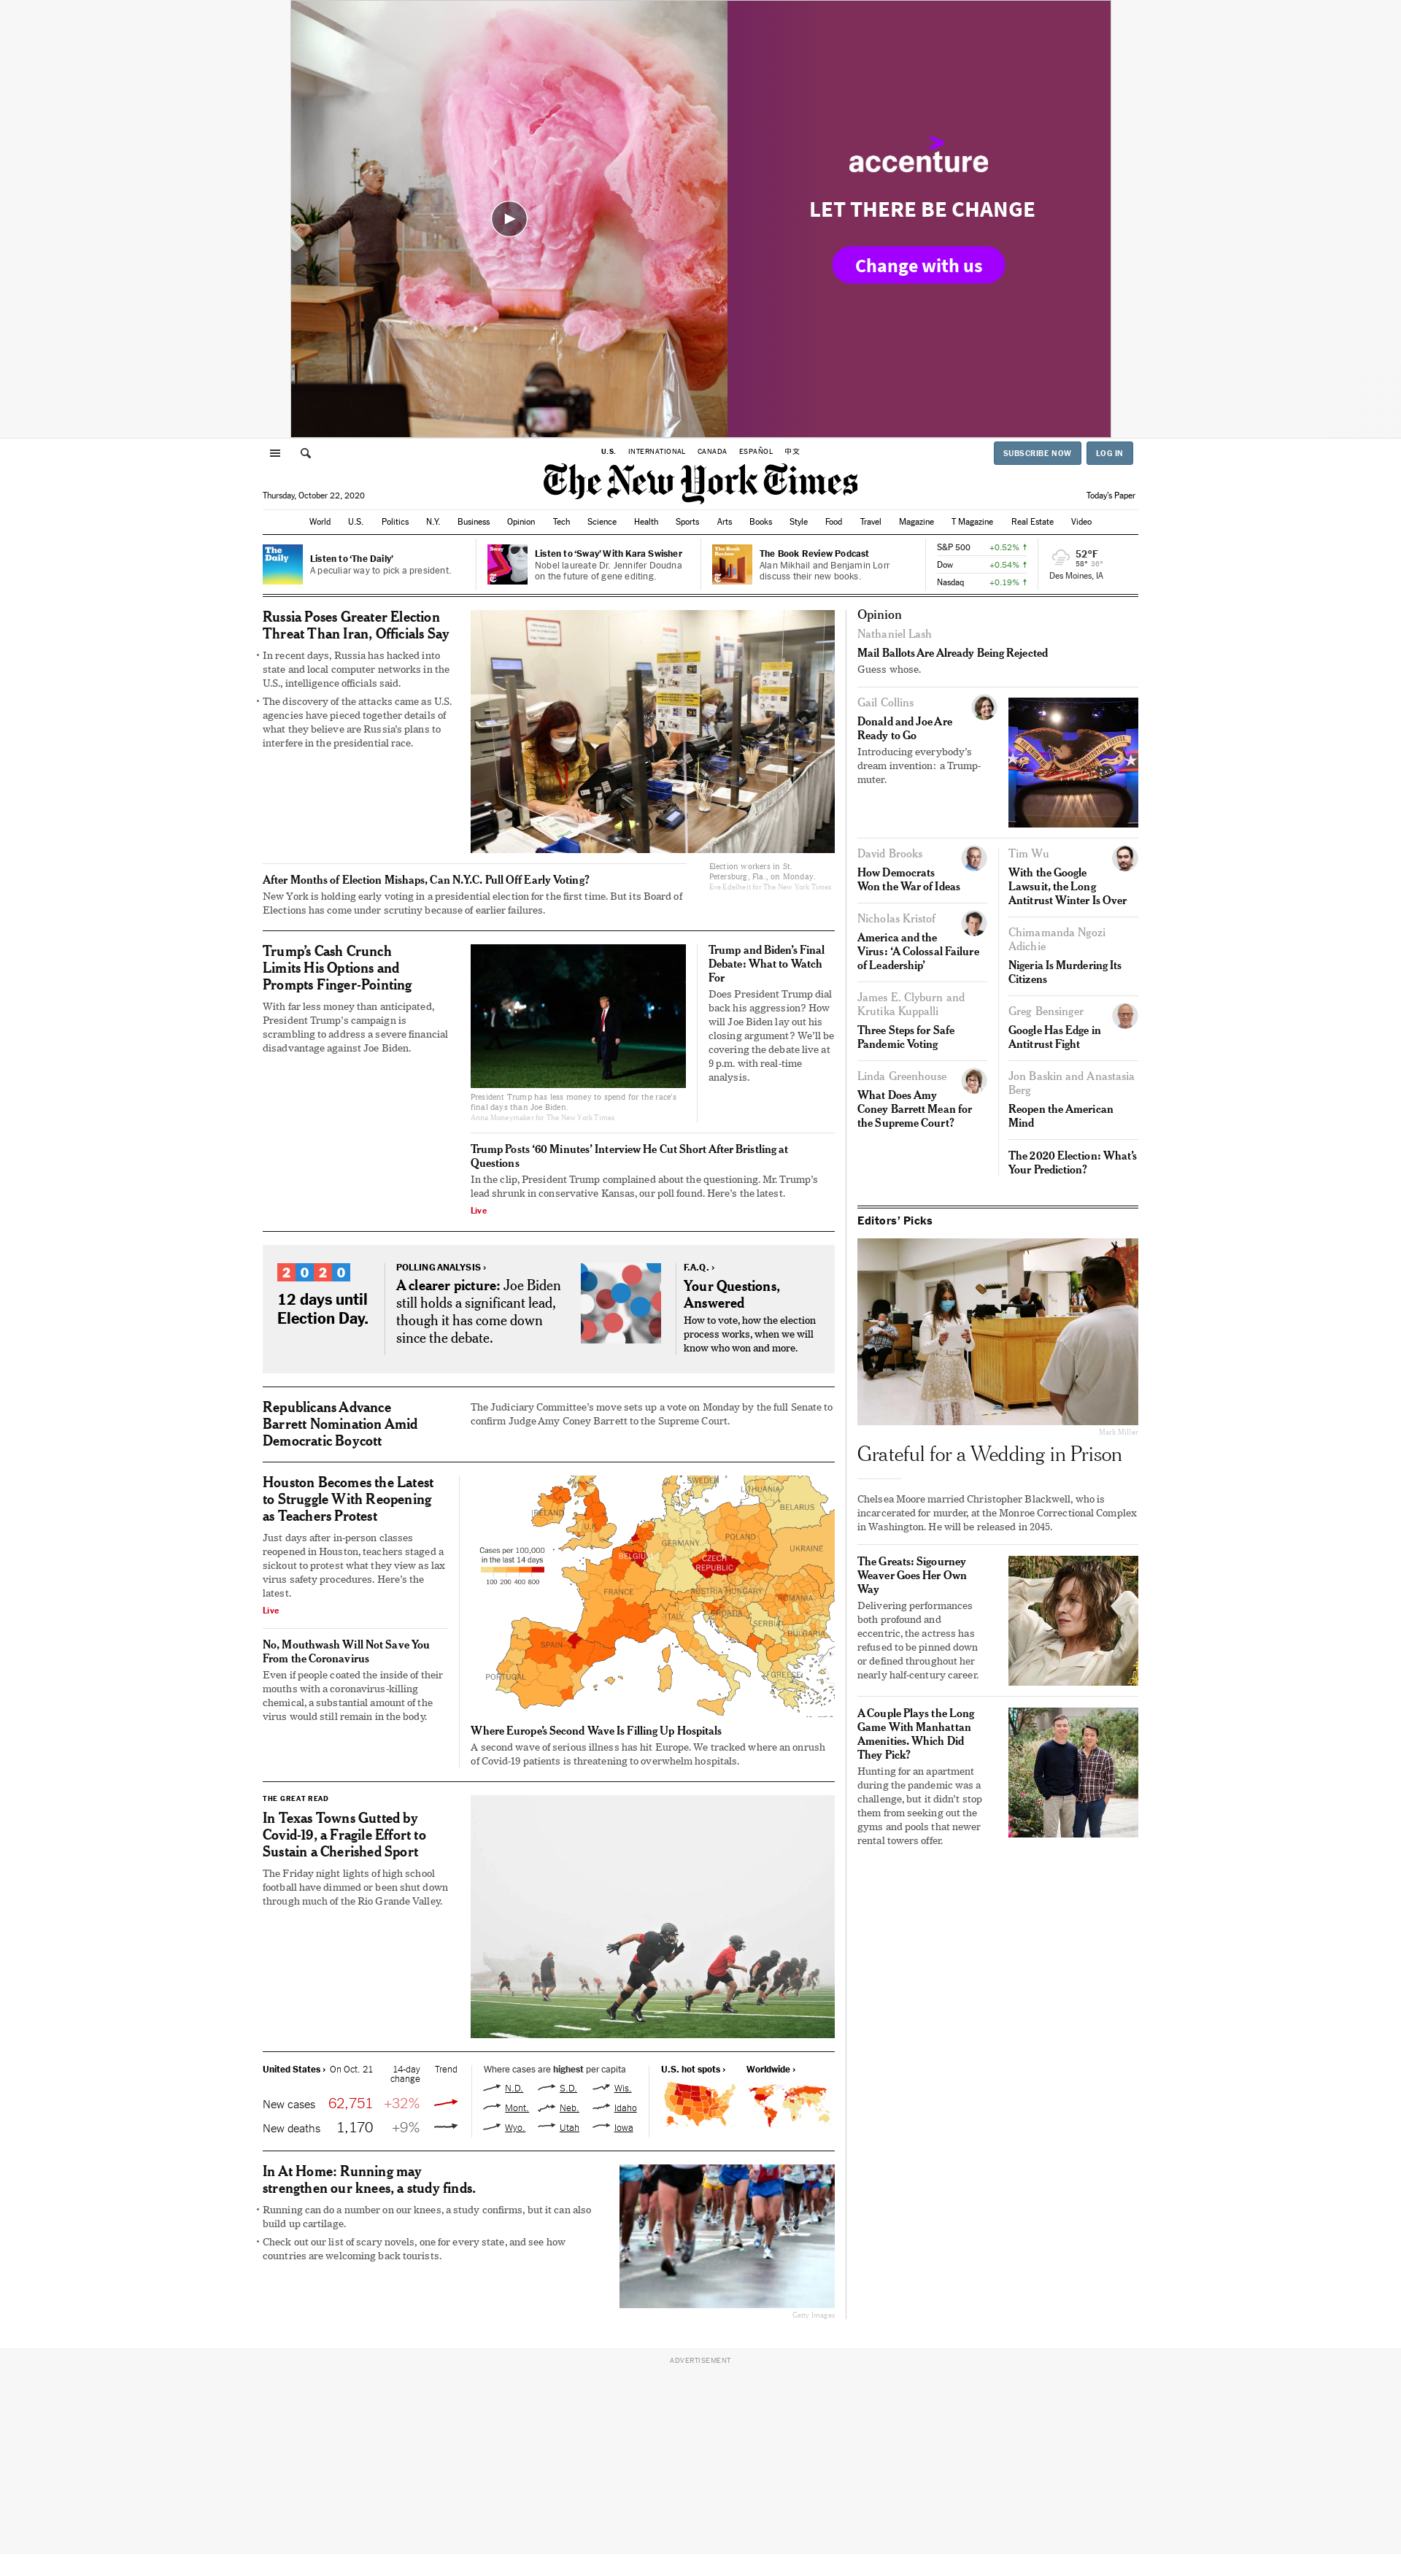 accenture
LET THERE BE CHANGE
Change with us
U.S. INTERNATIONAL CANADA ESPAÑOL 中文
SUBSCRIBE NOW
LOG IN
The New York Times
Thursday, October 22, 2020
Today's Paper
World U.S. Politics N.Y. Business Opinion Tech Science Health Sports Arts Books Style Food Travel Magazine T Magazine Real Estate Video
The Daily
Listen to ‘The Daily’
A peculiar way to pick a president.
Sway
Listen to ‘Sway’ With Kara Swisher
Nobel laureate Dr. Jennifer Doudna
on the future of gene editing.
The Book Review
The Book Review Podcast
Alan Mikhail and Benjamin Lorr
discuss their new books.
S&P 500 +0.52% ↑
Dow +0.54% ↑
Nasdaq +0.19% ↑
52°F
58° 36°
Des Moines, IA
Russia Poses Greater Election
Threat Than Iran, Officials Say
• In recent days, Russia has hacked into
state and local computer networks in the
U.S., intelligence officials said.
• The discovery of the attacks came as U.S.
agencies have pieced together details of
what they believe are Russia’s plans to
interfere in the presidential race.
Election workers in St.
Petersburg, Fla., on Monday.
Eve Edelheit for The New York Times
After Months of Election Mishaps, Can N.Y.C. Pull Off Early Voting?
New York is holding early voting in a presidential election for the first time. But its Board of
Elections has come under scrutiny because of earlier failures.
Trump’s Cash Crunch
Limits His Options and
Prompts Finger-Pointing
With far less money than anticipated,
President Trump’s campaign is
scrambling to address a severe financial
disadvantage against Joe Biden.
President Trump has less money to spend for the race’s
final days than Joe Biden.
Anna Moneymaker for The New York Times
Trump and Biden’s Final
Debate: What to Watch
For
Does President Trump dial
back his aggression? How
will Joe Biden lay out his
closing argument? We’ll be
covering the debate live at
9 p.m. with real-time
analysis.
Trump Posts ‘60 Minutes’ Interview He Cut Short After Bristling at
Questions
In the clip, President Trump complained about the questioning. Mr. Trump’s
lead shrunk in conservative Kansas, our poll found. Here’s the latest.
Live
2020
12 days until
Election Day.
POLLING ANALYSIS ›
A clearer picture: Joe Biden
still holds a significant lead,
though it has come down
since the debate.
F.A.Q. ›
Your Questions,
Answered
How to vote, how the election
process works, when we will
know who won and more.
Republicans Advance
Barrett Nomination Amid
Democratic Boycott
The Judiciary Committee’s move sets up a vote on Monday by the full Senate to
confirm Judge Amy Coney Barrett to the Supreme Court.
Houston Becomes the Latest
to Struggle With Reopening
as Teachers Protest
Just days after in-person classes
reopened in Houston, teachers staged a
sickout to protest what they view as lax
virus safety procedures. Here’s the
latest.
Live
No, Mouthwash Will Not Save You
From the Coronavirus
Even if people coated the inside of their
mouths with a coronavirus-killing
chemical, a substantial amount of the
virus would still remain in the body.
Cases per 100,000
in the last 14 days
100 200 400 800
SWEDEN
LITHUANIA
BELARUS
IRELAND
U.K.
POLAND
GERMANY
UKRAINE
BELGIUM
CZECH
REPUBLIC
FRANCE
AUSTRIA
HUNGARY
ROMANIA
CROATIA
ITALY
SERBIA
BULGARIA
SPAIN
PORTUGAL
GREECE
Where Europe’s Second Wave Is Filling Up Hospitals
A second wave of serious illness has hit Europe. We tracked where an onrush
of Covid-19 patients is threatening to overwhelm hospitals.
THE GREAT READ
In Texas Towns Gutted by
Covid-19, a Fragile Effort to
Sustain a Cherished Sport
The Friday night lights of high school
football have dimmed or been shut down
through much of the Rio Grande Valley.
United States › On Oct. 21 14-day change Trend
New cases 62,751 +32%
New deaths 1,170 +9%
Where cases are highest per capita
N.D. S.D. Wis.
Mont. Neb. Idaho
Wyo. Utah Iowa
U.S. hot spots ›
Worldwide ›
In At Home: Running may
strengthen our knees, a study finds.
• Running can do a number on our knees, a study confirms, but it can also
build up cartilage.
• Check out our list of scary novels, one for every state, and see how
countries are welcoming back tourists.
Getty Images
Opinion
Nathaniel Lash
Mail Ballots Are Already Being Rejected
Guess whose.
Gail Collins
Donald and Joe Are
Ready to Go
Introducing everybody’s
dream invention: a Trump-
muter.
David Brooks
How Democrats
Won the War of Ideas
Nicholas Kristof
America and the
Virus: ‘A Colossal Failure
of Leadership’
James E. Clyburn and
Krutika Kuppalli
Three Steps for Safe
Pandemic Voting
Linda Greenhouse
What Does Amy
Coney Barrett Mean for
the Supreme Court?
Tim Wu
With the Google
Lawsuit, the Long
Antitrust Winter Is Over
Chimamanda Ngozi
Adichie
Nigeria Is Murdering Its
Citizens
Greg Bensinger
Google Has Edge in
Antitrust Fight
Jon Baskin and Anastasia
Berg
Reopen the American
Mind
The 2020 Election: What’s
Your Prediction?
Editors’ Picks
Mark Miller
Grateful for a Wedding in Prison
Chelsea Moore married Christopher Blackwell, who is
incarcerated for murder, at the Monroe Correctional Complex
in Washington. He will be released in 2045.
The Greats: Sigourney
Weaver Goes Her Own
Way
Delivering performances
both profound and
eccentric, the actress has
refused to be pinned down
or defined throughout her
nearly half-century career.
A Couple Plays the Long
Game With Manhattan
Amenities. Which Did
They Pick?
Hunting for an apartment
during the pandemic was a
challenge, but it didn’t stop
them from seeking out the
gyms and pools that newer
rental towers offer.
ADVERTISEMENT